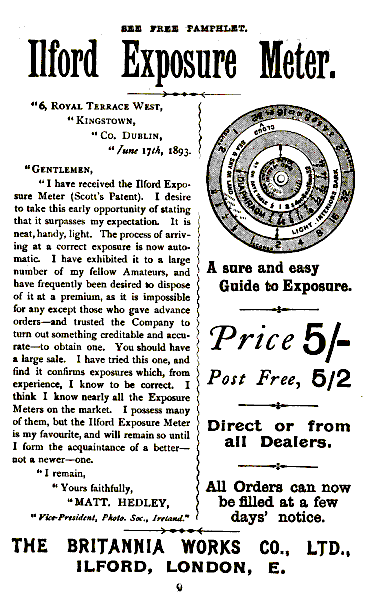 SEE FREE PAMPHLET.
Ilford Exposure Meter.
"6, ROYAL TERRACE WEST,
"KINGSTOWN,
"CO. DUBLIN,
"June 17th, 1893.
"GENTLEMEN,
"I have received the Ilford Expo-
sure Meter (Scott's Patent). I desire
to take this early opportunity of stating
that it surpasses my expectation. It is
neat, handy, light. The process of arriv-
ing at a correct exposure is now auto-
matic. I have exhibited it to a large
number of my fellow Amateurs, and
have frequently been desired to dispose
of it at a premium, as it is impossible
for any except those who gave advance
orders—and trusted the Company to
turn out something creditable and accu-
rate—to obtain one. You should have
a large sale. I have tried this one, and
find it confirms exposures which, from
experience, I know to be correct. I
think I know nearly all the Exposure
Meters on the market. I possess many
of them, but the Ilford Exposure Meter
is my favourite, and will remain so until
I form the acquaintance of a better—
not a newer—one.
"I remain,
"Yours faithfully,
"MATT. HEDLEY,
"Vice-President, Photo. Soc., Ireland."
LIGHT-INTERIORS DARK
A sure and easy
Guide to Exposure.
Price 5/-
Post Free, 5/2
Direct or from
all Dealers.
All Orders can now
be filled at a few
days' notice.
THE BRITANNIA WORKS CO., LTD.,
ILFORD, LONDON, E.
9